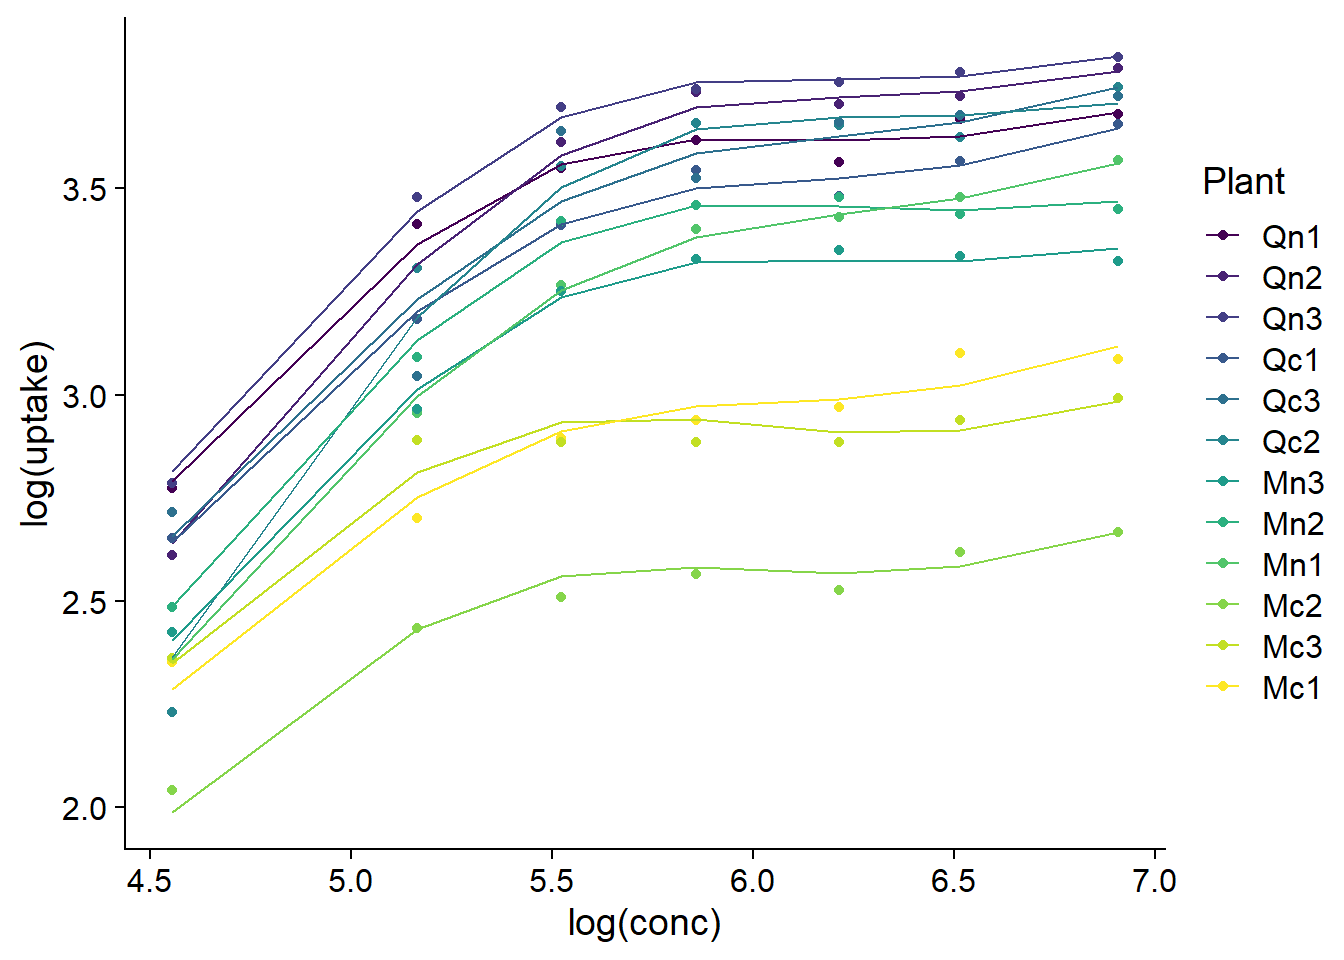 log(uptake)
3.5
3.0
2.5
2.0
4.5 5.0 5.5 6.0 6.5 7.0
log(conc)
Plant
Qn1
Qn2
Qn3
Qc1
Qc3
Qc2
Mn3
Mn2
Mn1
Mc2
Mc3
Mc1